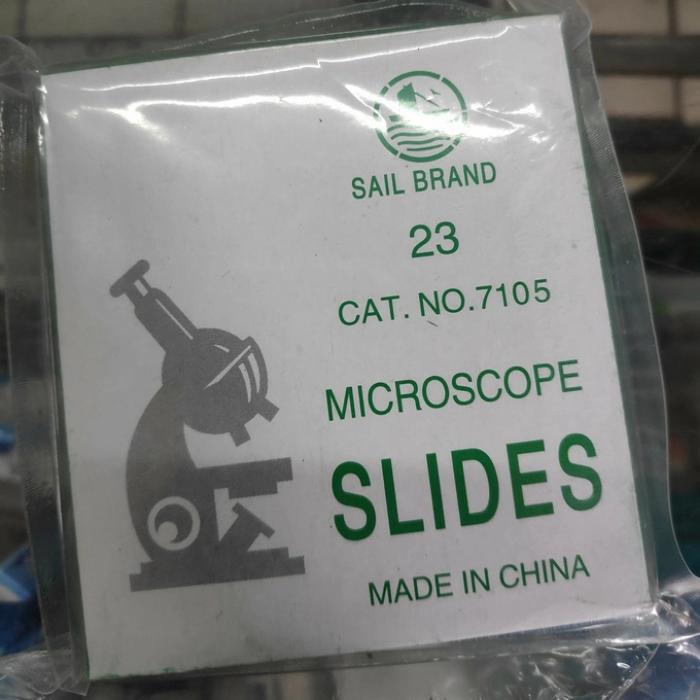 SAIL BRAND
23
CAT. NO.7105
MICROSCOPE
SLIDES
MADE IN CHINA